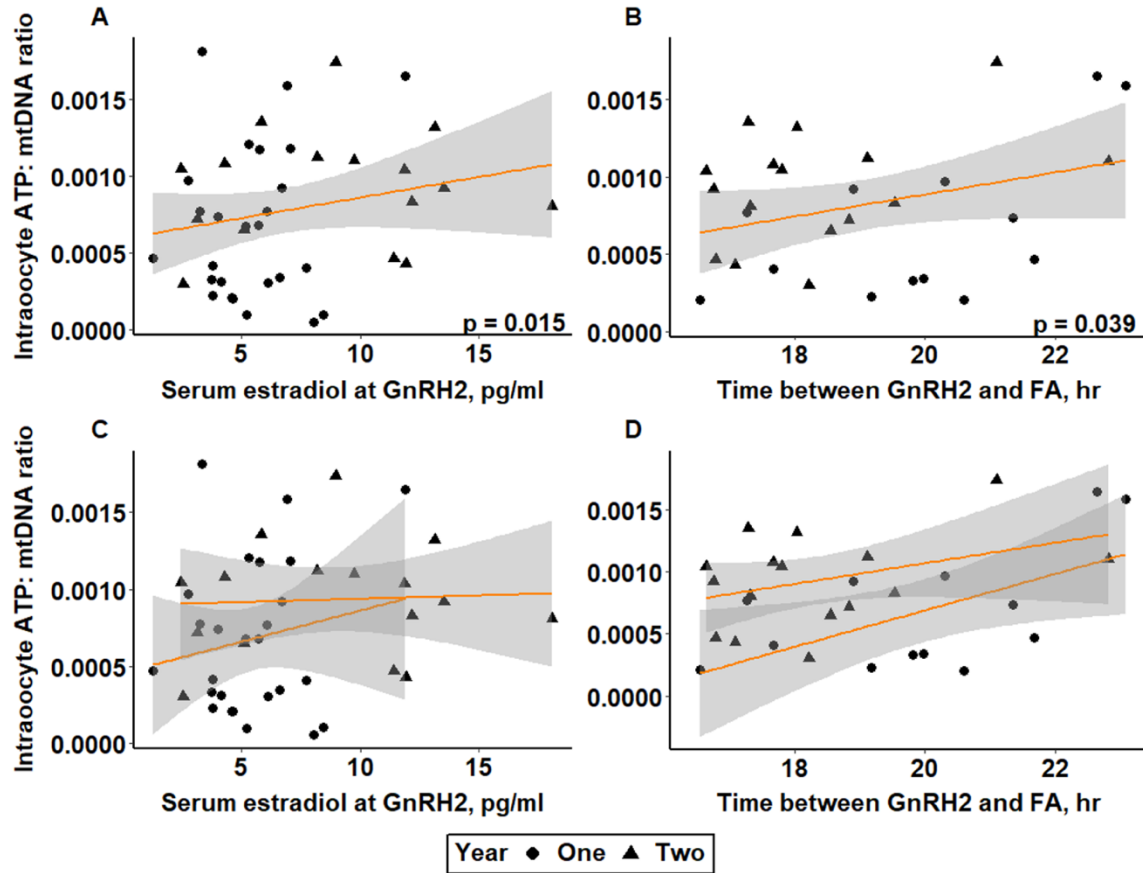 A
Intraoocyte ATP: mtDNA ratio
0.0015
0.0010
0.0005
0.0000
p = 0.015
5
10
15
Serum estradiol at GnRH2, pg/ml
B
0.0015
0.0010
0.0005
0.0000
p = 0.039
18
20
22
Time between GnRH2 and FA, hr
C
Intraoocyte ATP: mtDNA ratio
0.0015
0.0010
0.0005
0.0000
5
10
15
Serum estradiol at GnRH2, pg/ml
D
0.0015
0.0010
0.0005
0.0000
18
20
22
Time between GnRH2 and FA, hr
Year One Two